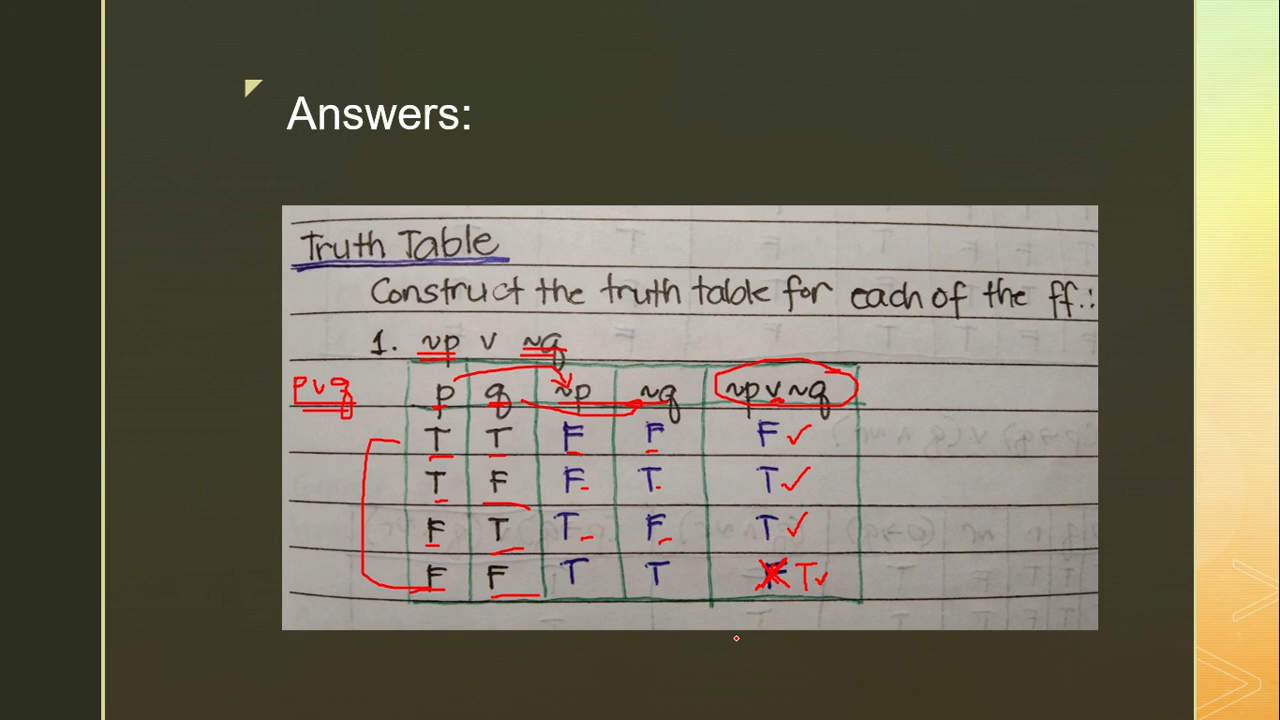 Answers:
Truth Table
Construct the truth table for each of the ff.:
1. ~p v ~q
p v q
p q ~p ~q ~p v ~q
T T F F F ✓
T F F T T ✓
F T T F T ✓
F F T T F T ✓